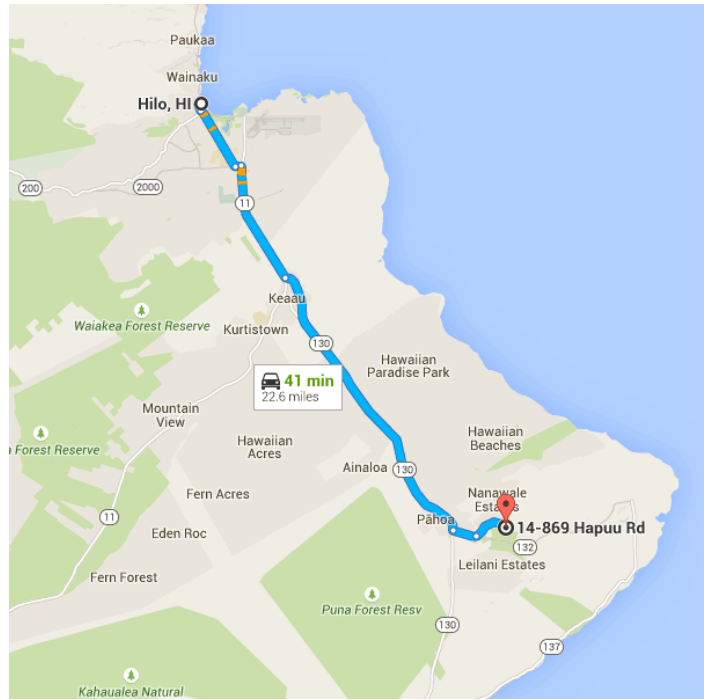 Paukaa
Wainaku
Hilo, HI
200
2000
11
Keaau
Waiakea Forest Reserve
Kurtistown
130
Hawaiian
Paradise Park
41 min
22.6 miles
Mountain
View
Hawaiian
Acres
Hawaiian
Beaches
a Forest Reserve
Ainaloa
130
Fern Acres
Nanawale
Estates
11
Pāhoa
14-869 Hapuu Rd
Eden Roc
132
Leilani Estates
Fern Forest
Puna Forest Resv
130
137
Kahaualea Natural